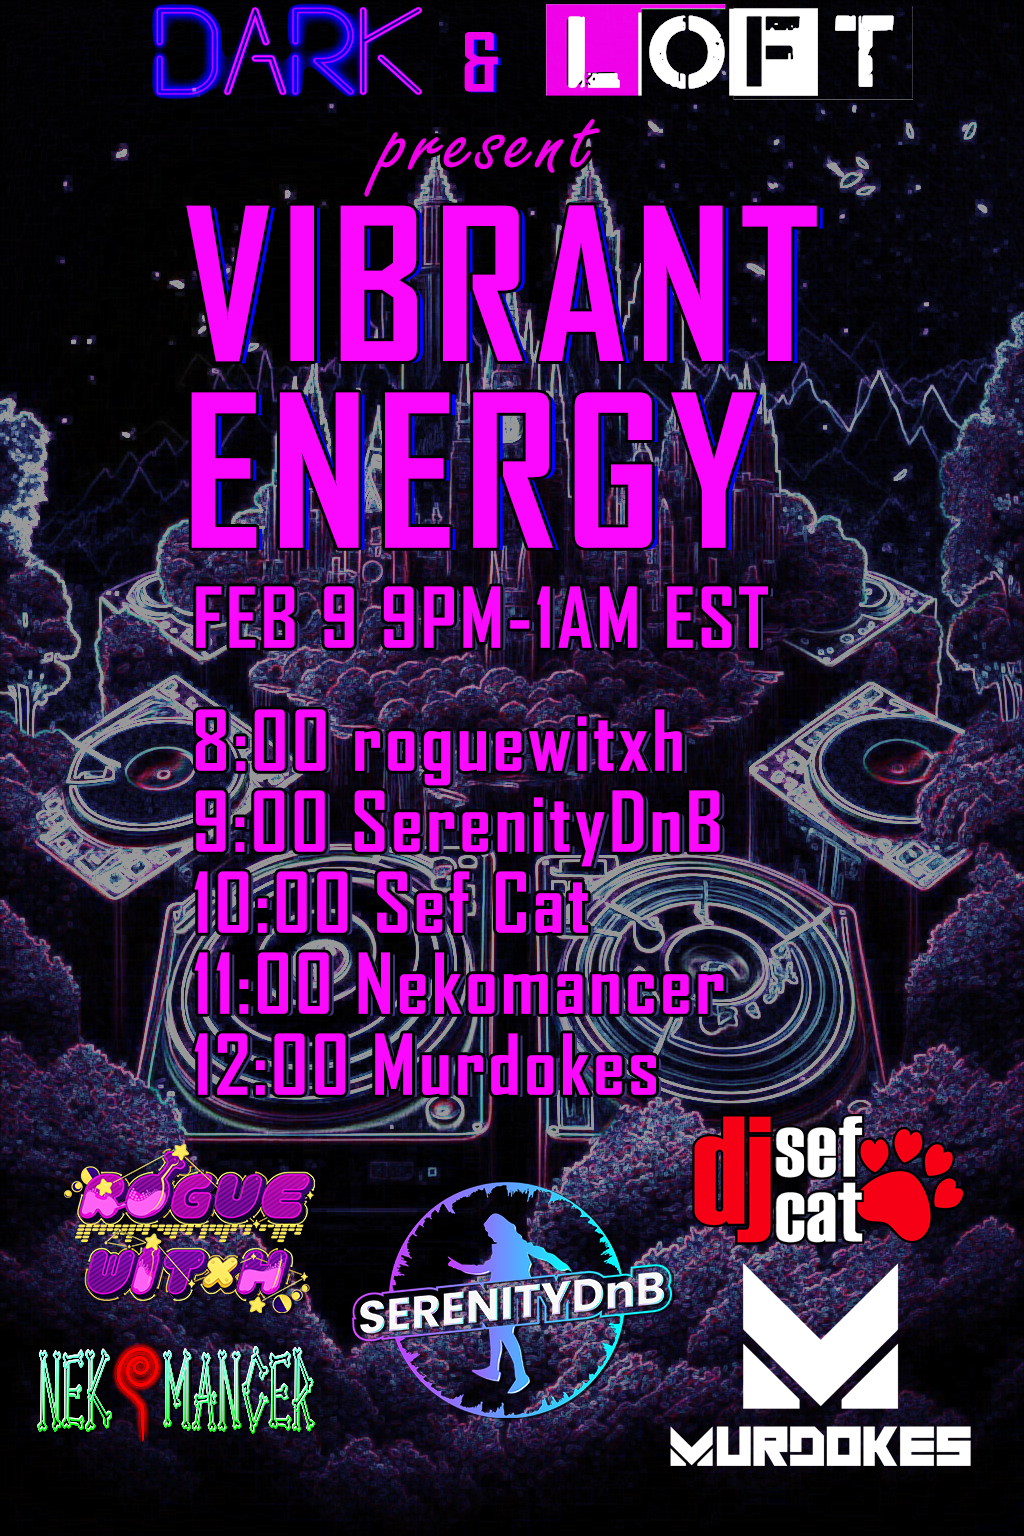 DARK & LOFT
present
VIBRANT
ENERGY
FEB 9 9PM-1AM EST
8:00 roguewitxh
9:00 SerenityDnB
10:00 Sef Cat
11:00 Nekomancer
12:00 Murdokes
dj sef cat
ROGUE
WITXH
SERENITYDnB
NEKOMANCER
MURDOKES